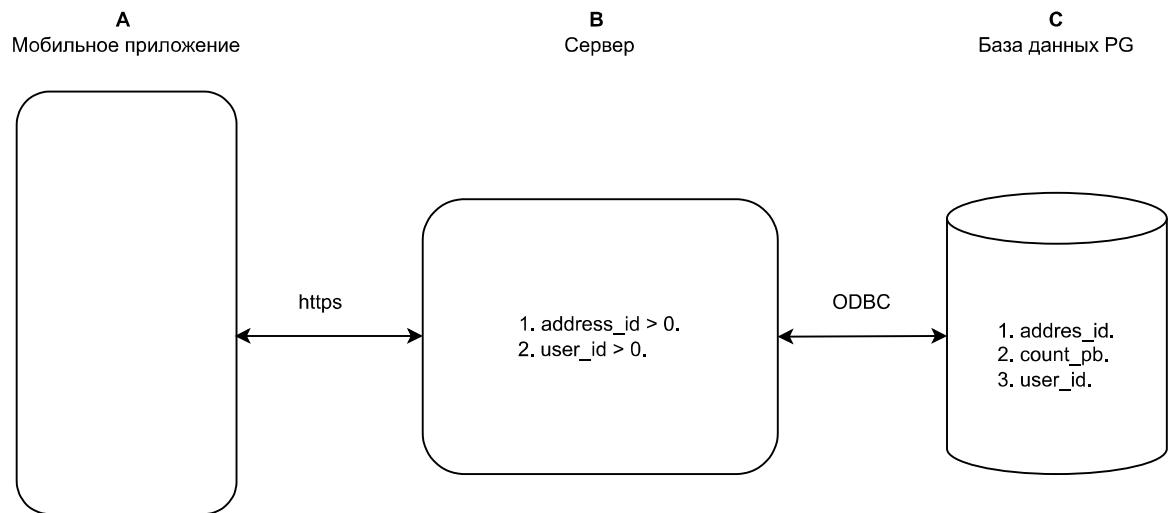 A
Мобильное приложение
B
Сервер
C
База данных PG
https
1. address_id > 0.
2. user_id > 0.
ODBC
1. addres_id.
2. count_pb.
3. user_id.